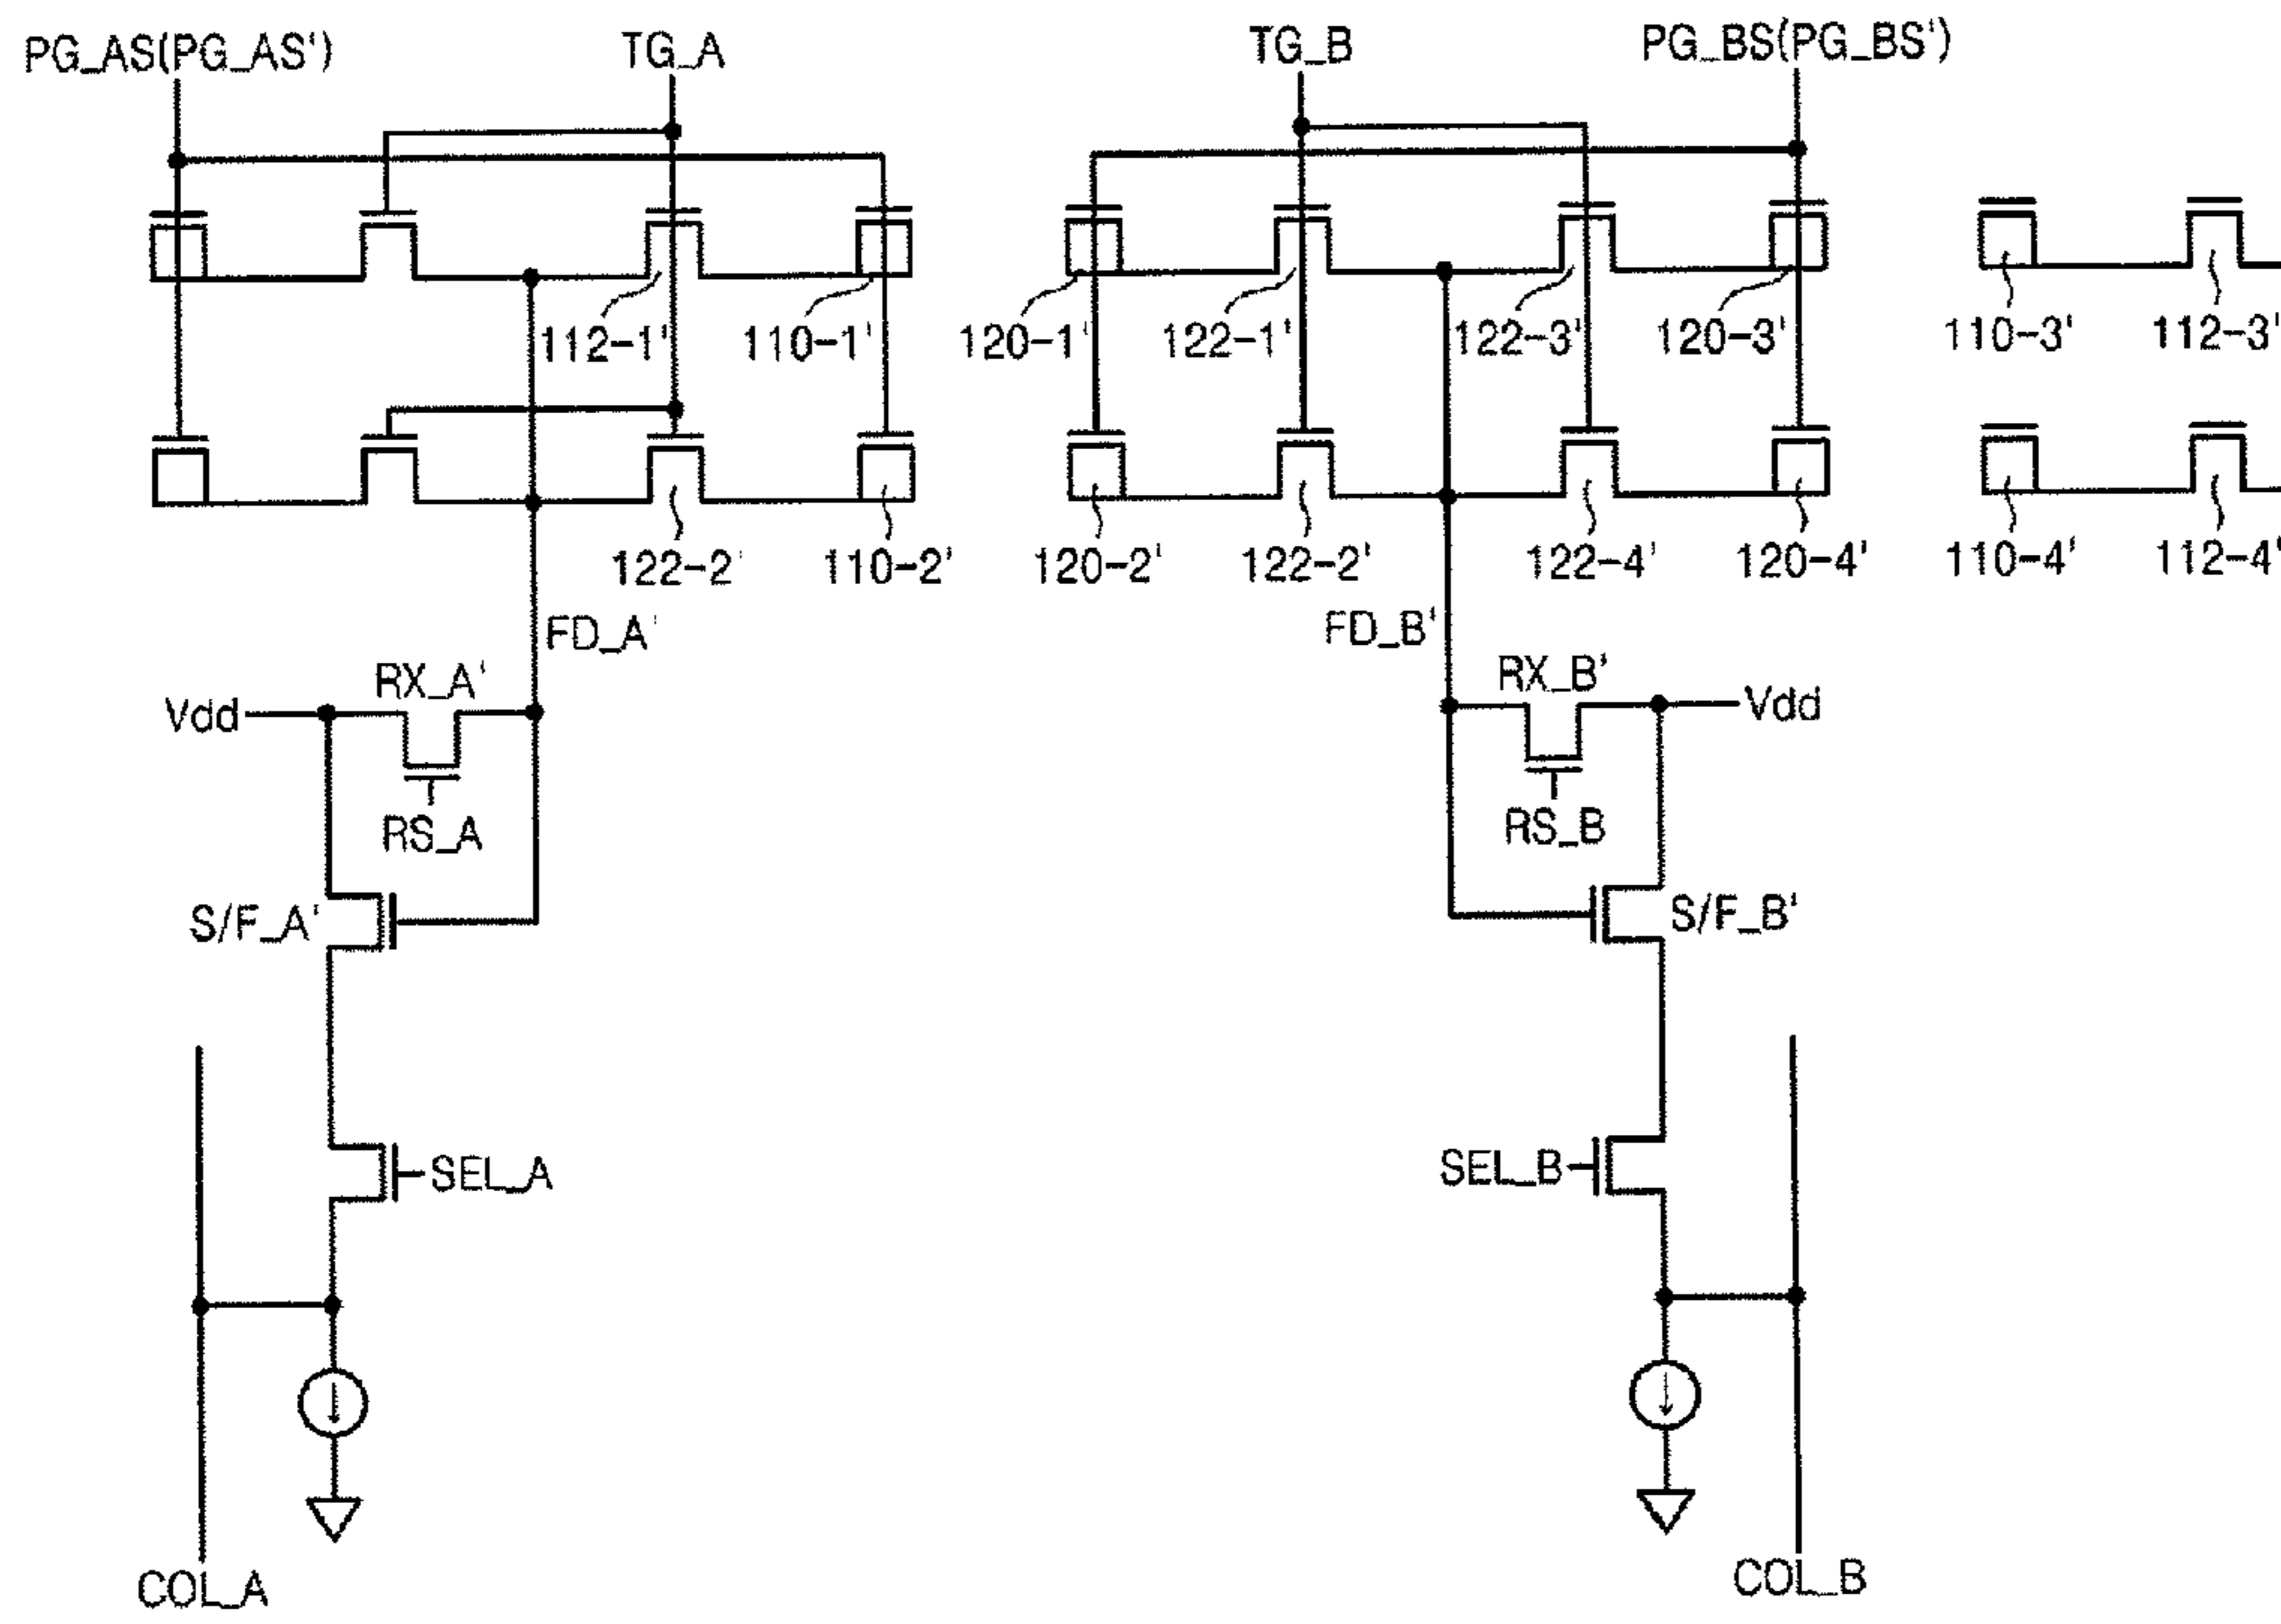 PG_AS(PG_AS') TG_A TG_B PG_BS(PG_BS')
112-1' 110-1' 120-1' 122-1' 122-3' 120-3' 110-3' 112-3'
122-2' 110-2' 120-2' 122-2' 122-4' 120-4' 110-4' 112-4'
FD_A' FD_B'
RX_A' RX_B'
Vdd Vdd
RS_A RS_B
S/F_A' S/F_B'
SEL_A SEL_B
COL_A COL_B